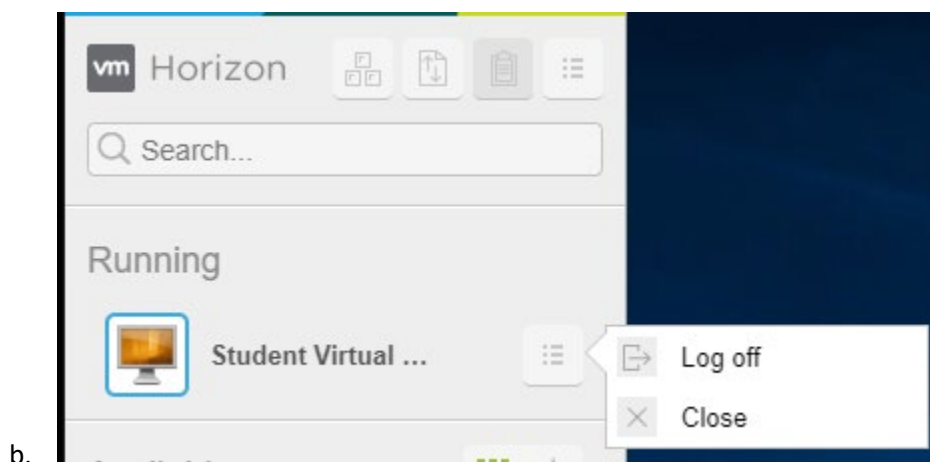 vm Horizon
Search...
Running
Student Virtual ...
Log off
Close
b.